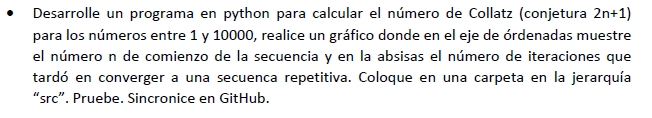 • Desarrolle un programa en python para calcular el número de Collatz (conjetura 2n+1)
para los números entre 1 y 10000, realice un gráfico donde en el eje de órdenadas muestre
el número n de comienzo de la secuencia y en la absisas el número de iteraciones que
tardó en converger a una secuenca repetitiva. Coloque en una carpeta en la jerarquía
“src”. Pruebe. Sincronice en GitHub.